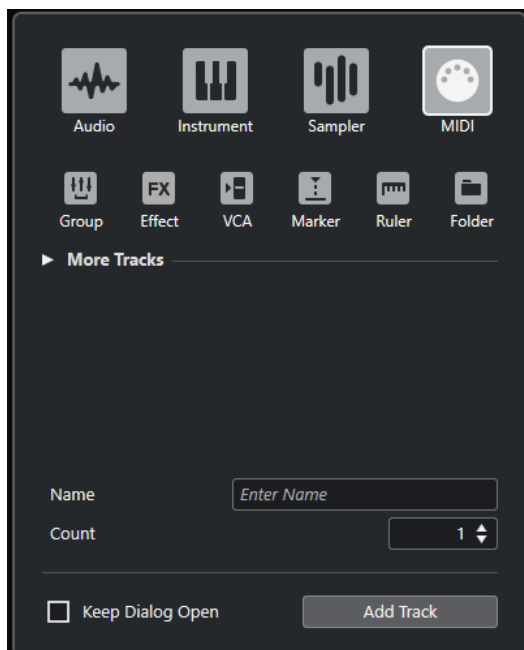 Audio Instrument Sampler MIDI
FX
Group Effect VCA Marker Ruler Folder
More Tracks
Name Enter Name
Count 1
Keep Dialog Open Add Track